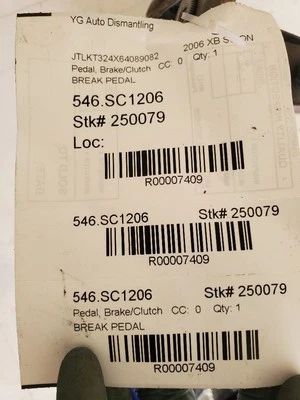 YG Auto Dismantling
2006 XB
JTLKT324X64089082
Pedal, Brake/Clutch CC: 0 Qty: 1
BREAK PEDAL
546.SC1206
Stk# 250079
Loc:
R00007409
546.SC1206 Stk# 250079
R00007409
546.SC1206 Stk# 250079
Pedal, Brake/Clutch CC: 0 Qty: 1
BREAK PEDAL
R00007409